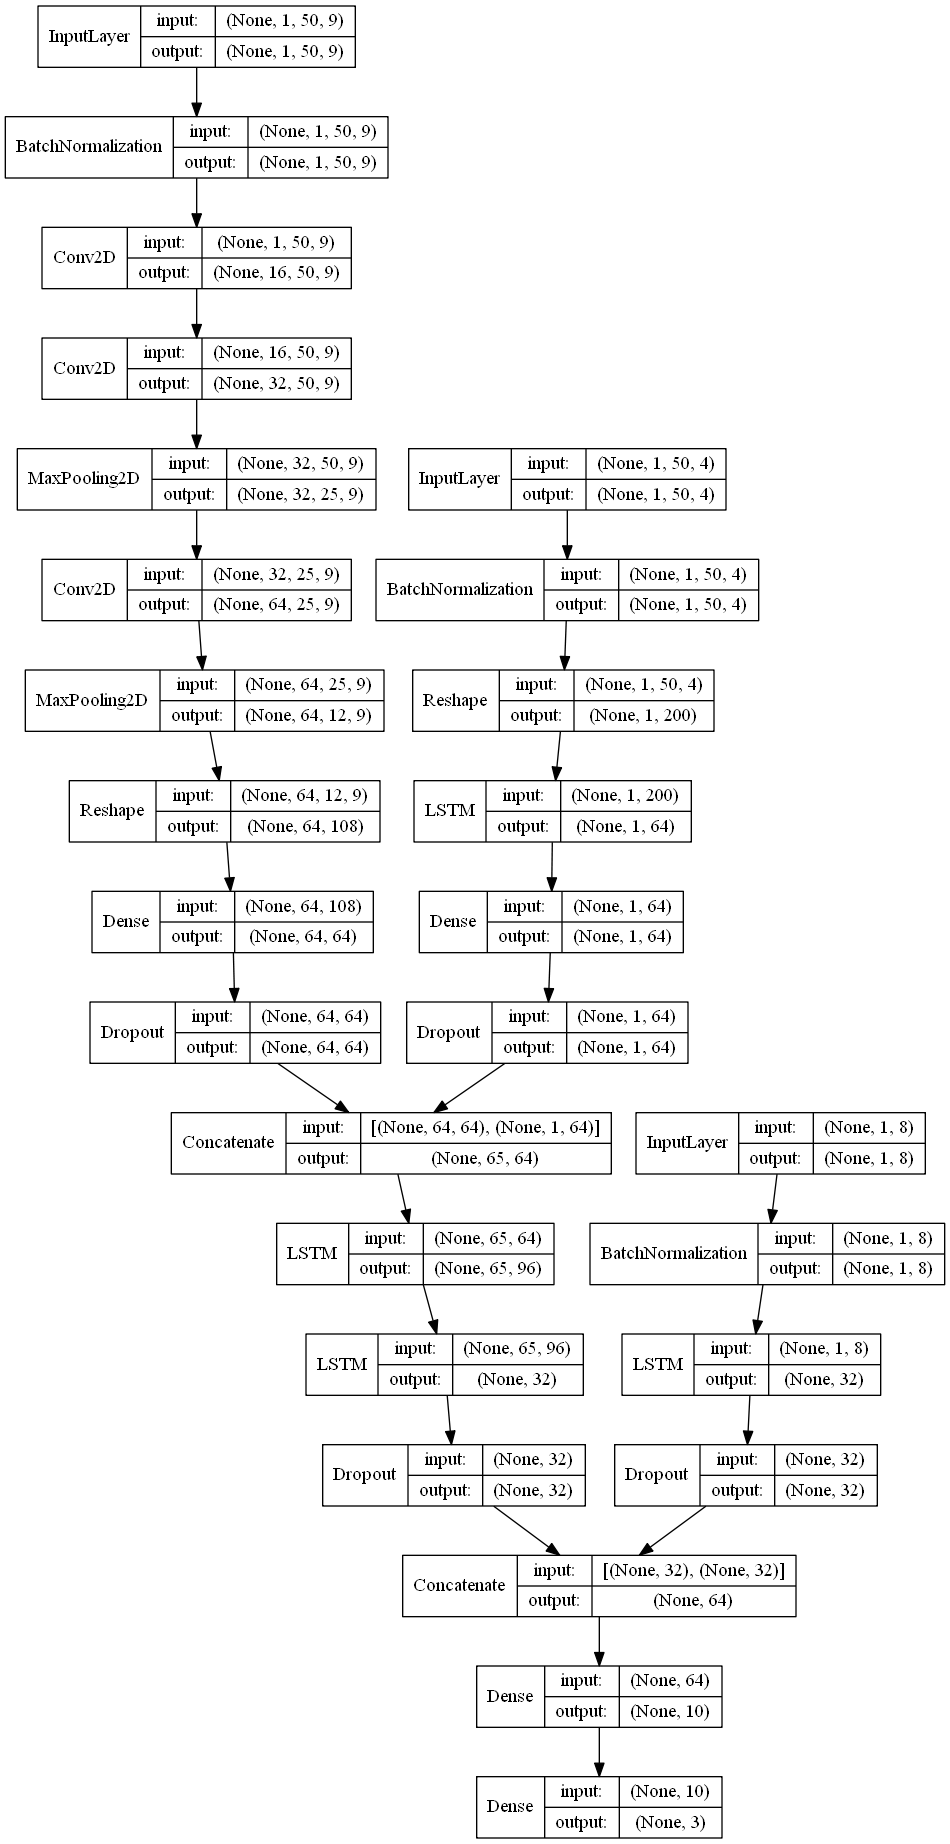 InputLayer
input:
(None, 1, 50, 9)
output:
(None, 1, 50, 9)
BatchNormalization
input:
(None, 1, 50, 9)
output:
(None, 1, 50, 9)
Conv2D
input:
(None, 1, 50, 9)
output:
(None, 16, 50, 9)
Conv2D
input:
(None, 16, 50, 9)
output:
(None, 32, 50, 9)
MaxPooling2D
input:
(None, 32, 50, 9)
output:
(None, 32, 25, 9)
InputLayer
input:
(None, 1, 50, 4)
output:
(None, 1, 50, 4)
Conv2D
input:
(None, 32, 25, 9)
output:
(None, 64, 25, 9)
BatchNormalization
input:
(None, 1, 50, 4)
output:
(None, 1, 50, 4)
MaxPooling2D
input:
(None, 64, 25, 9)
output:
(None, 64, 12, 9)
Reshape
input:
(None, 1, 50, 4)
output:
(None, 1, 200)
Reshape
input:
(None, 64, 12, 9)
output:
(None, 64, 108)
LSTM
input:
(None, 1, 200)
output:
(None, 1, 64)
Dense
input:
(None, 64, 108)
output:
(None, 64, 64)
Dense
input:
(None, 1, 64)
output:
(None, 1, 64)
Dropout
input:
(None, 64, 64)
output:
(None, 64, 64)
Dropout
input:
(None, 1, 64)
output:
(None, 1, 64)
Concatenate
input:
[(None, 64, 64), (None, 1, 64)]
output:
(None, 65, 64)
InputLayer
input:
(None, 1, 8)
output:
(None, 1, 8)
LSTM
input:
(None, 65, 64)
output:
(None, 65, 96)
BatchNormalization
input:
(None, 1, 8)
output:
(None, 1, 8)
LSTM
input:
(None, 65, 96)
output:
(None, 32)
LSTM
input:
(None, 1, 8)
output:
(None, 32)
Dropout
input:
(None, 32)
output:
(None, 32)
Dropout
input:
(None, 32)
output:
(None, 32)
Concatenate
input:
[(None, 32), (None, 32)]
output:
(None, 64)
Dense
input:
(None, 64)
output:
(None, 10)
Dense
input:
(None, 10)
output:
(None, 3)